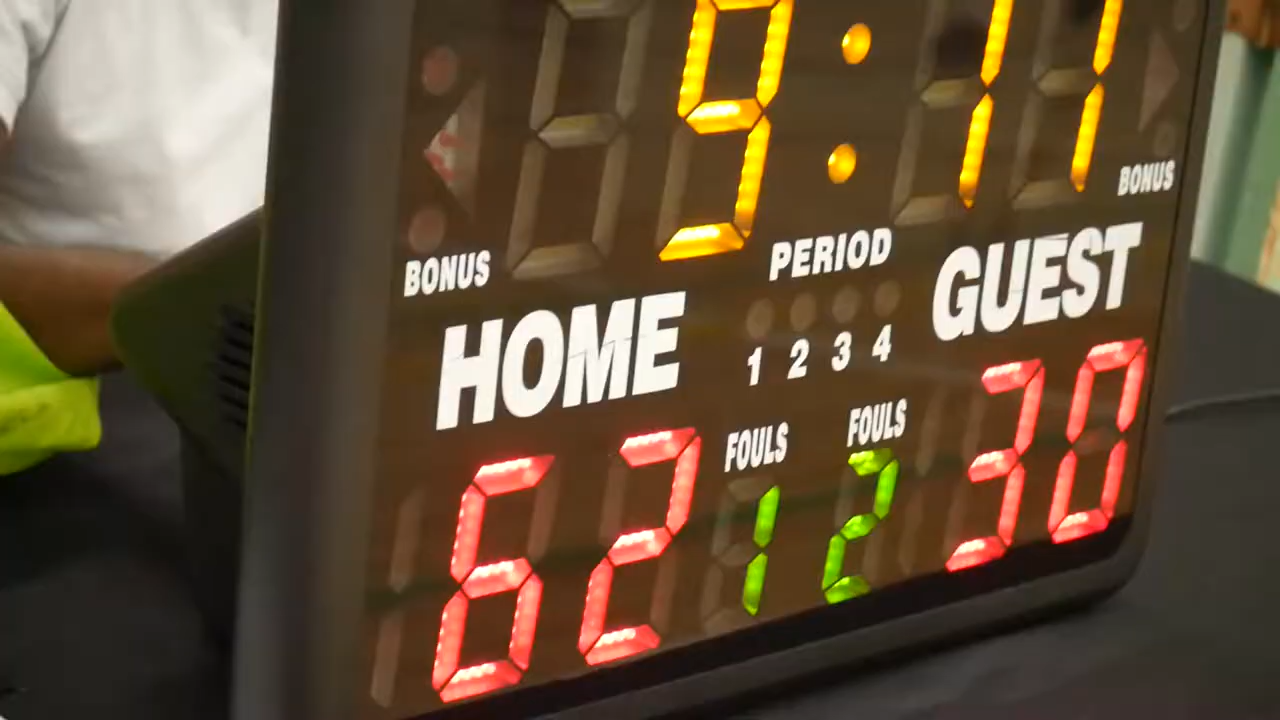 9:11
BONUS
BONUS
PERIOD
HOME
GUEST
1 2 3 4
FOULS
FOULS
62
1
2
30